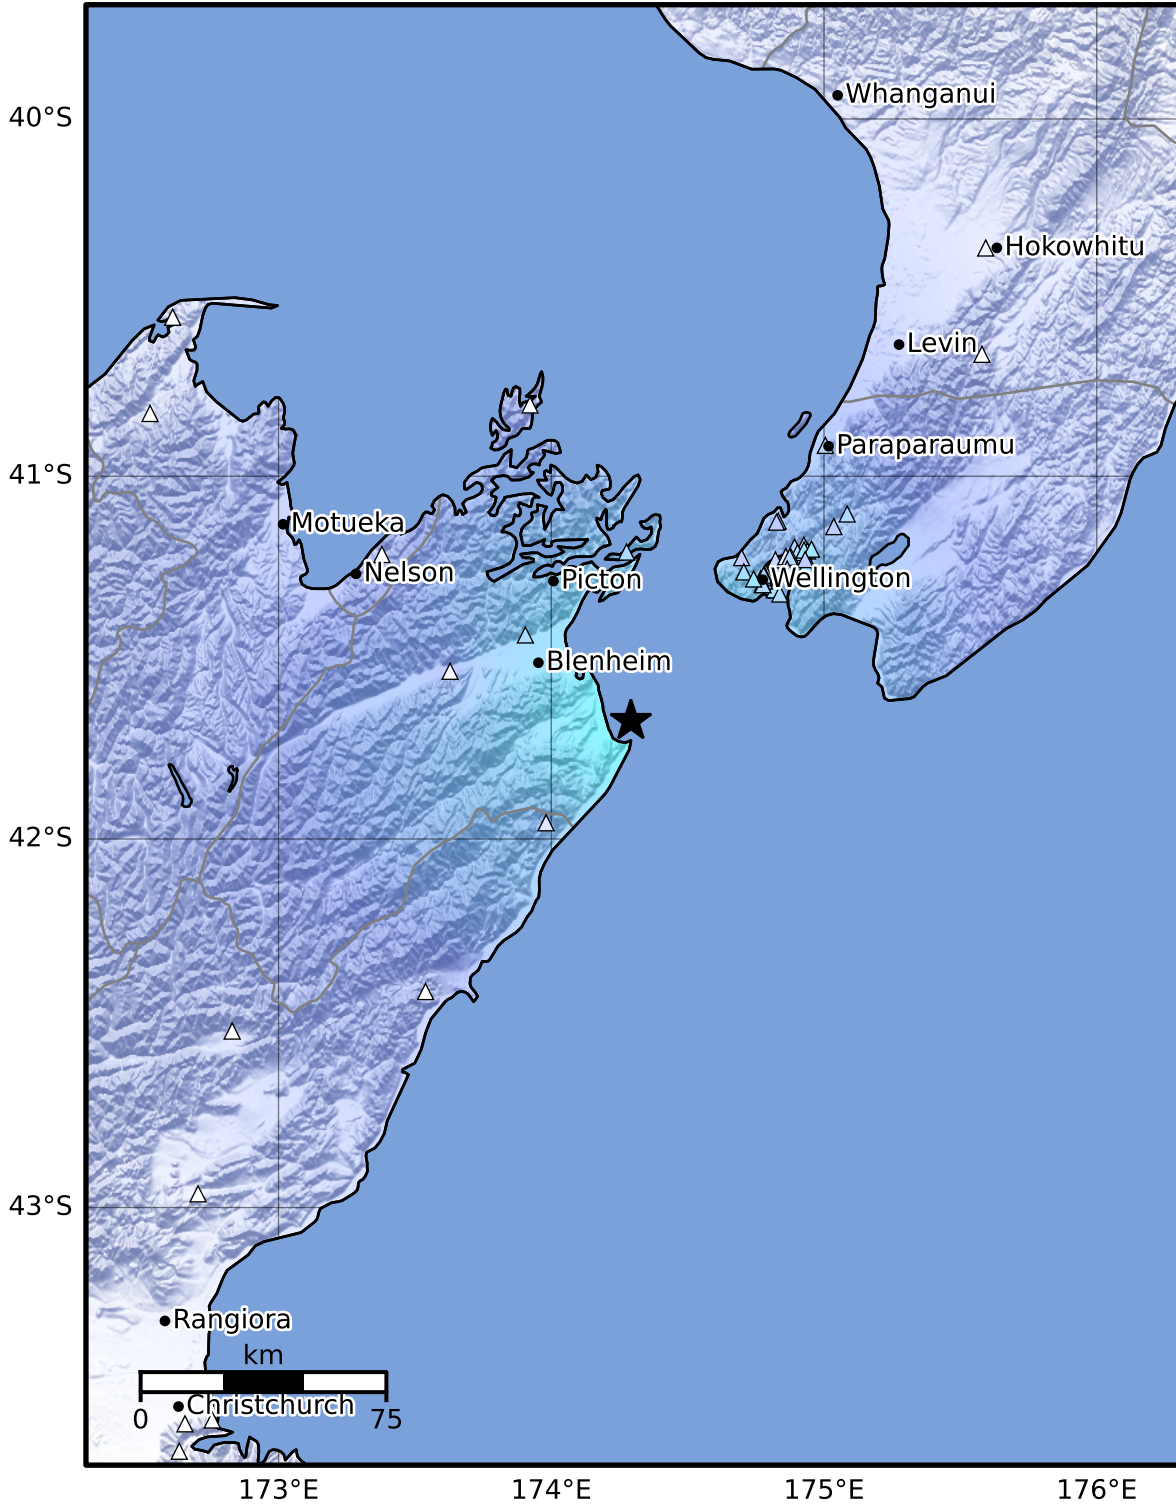 Whanganui
40°S
Hokowhitu
Levin
Paraparaumu
41°S
Motueka
Nelson
Picton
Wellington
Blenheim
42°S
43°S
Rangiora
km
Christchurch
0
75
173°E
174°E
175°E
176°E